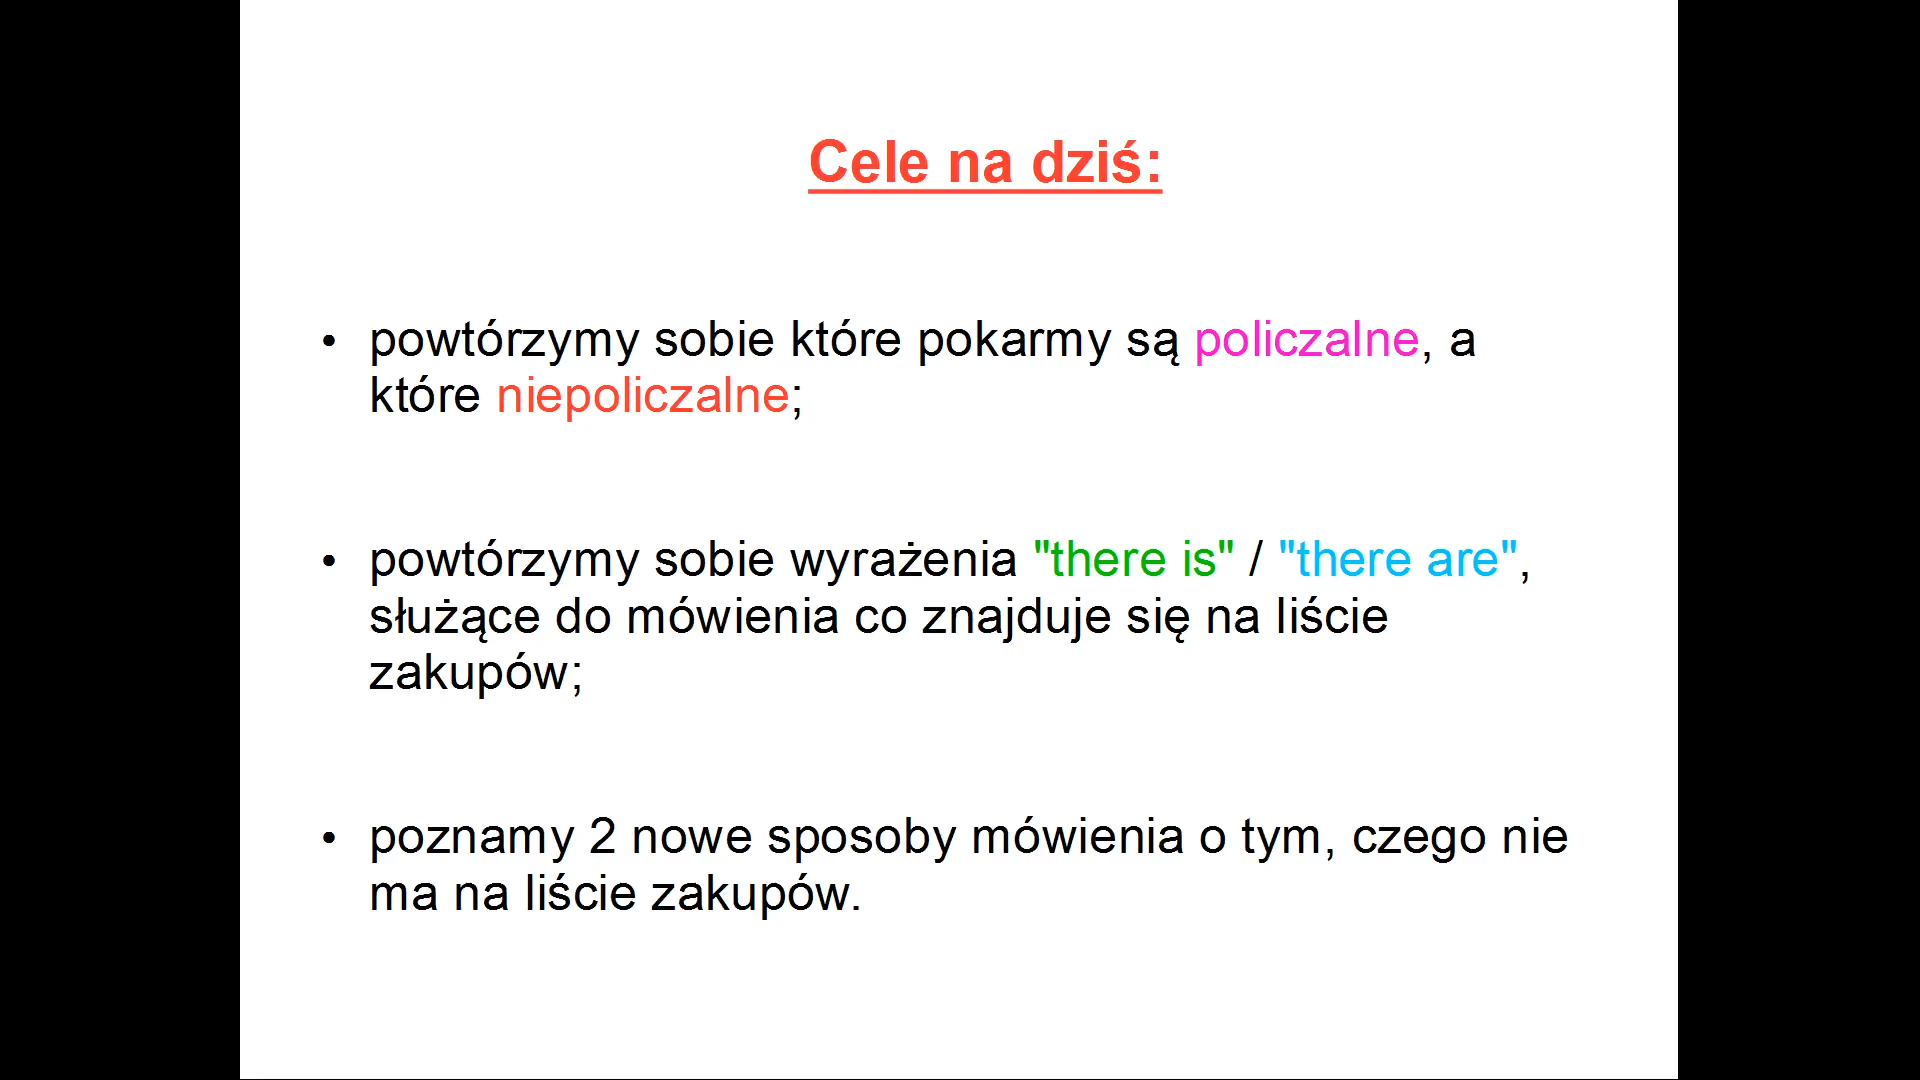 Cele na dziś:
• powtórzymy sobie które pokarmy są policzalne, a
które niepoliczalne;
• powtórzymy sobie wyrażenia "there is" / "there are",
służące do mówienia co znajduje się na liście
zakupów;
• poznamy 2 nowe sposoby mówienia o tym, czego nie
ma na liście zakupów.